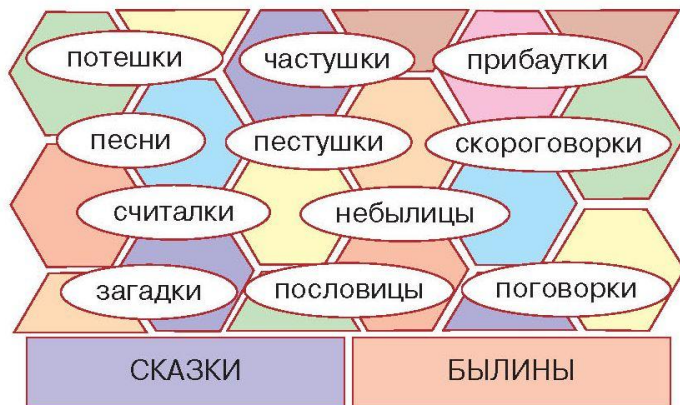 потешки частушки прибаутки
песни пестушки скороговорки
считалки небылицы
загадки пословицы поговорки
СКАЗКИ БЫЛИНЫ